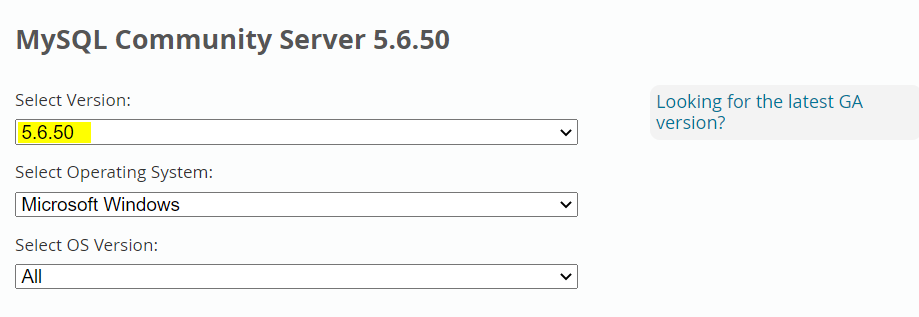 MySQL Community Server 5.6.50
Select Version:
Looking for the latest GA
version?
5.6.50
Select Operating System:
Microsoft Windows
Select OS Version:
All